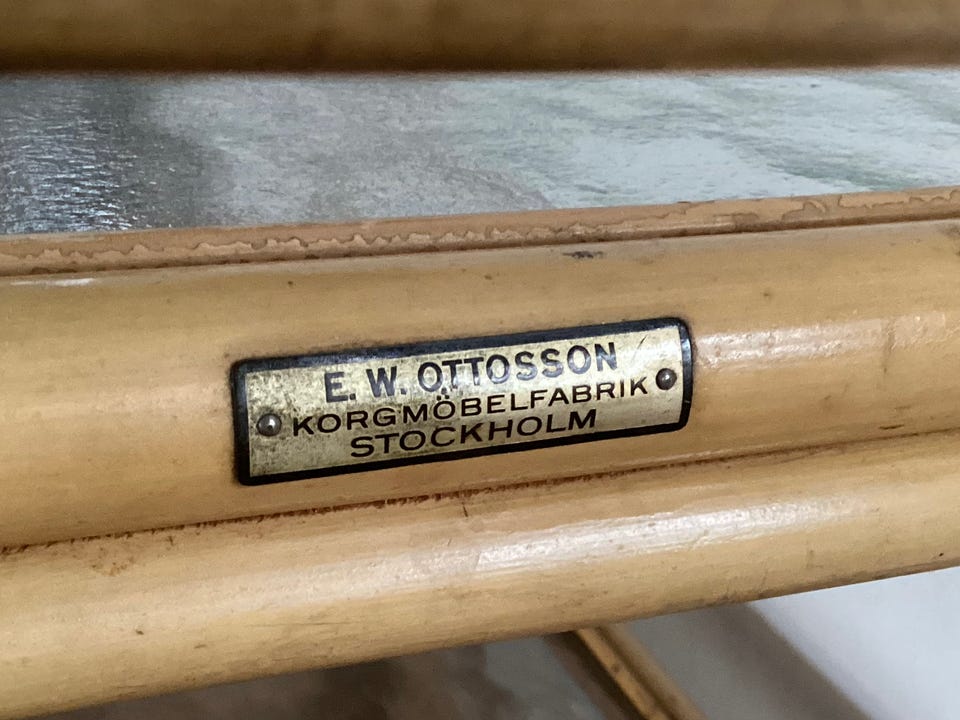 E. W. OTTOSSON
KORGMÖBELFABRIK
STOCKHOLM